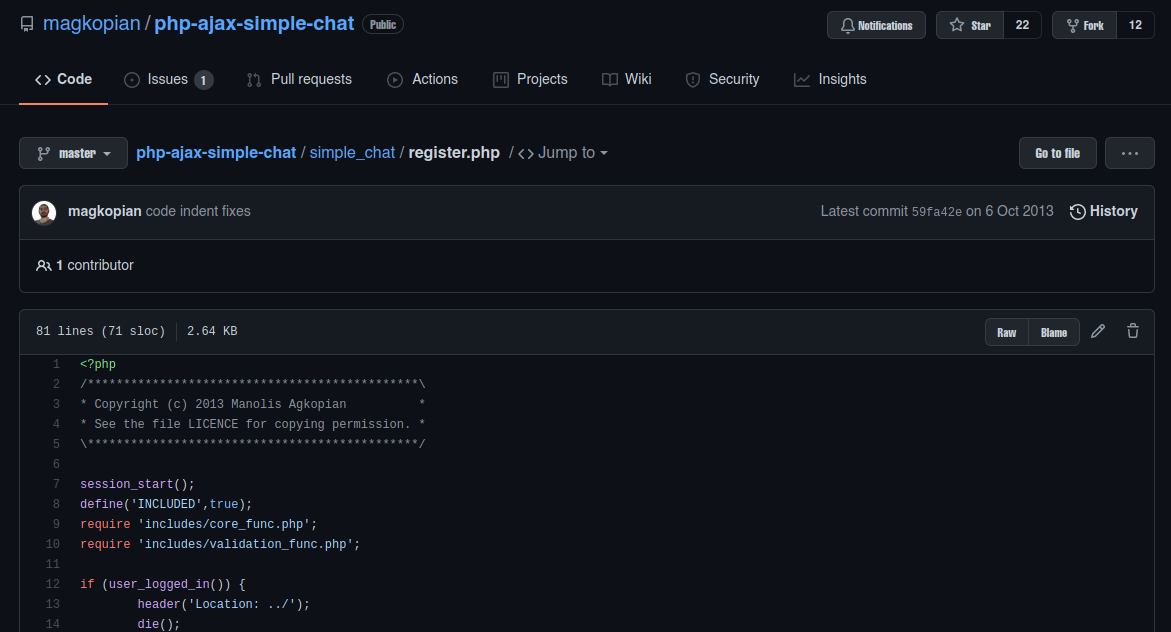 magkopian / php-ajax-simple-chat Public Notifications Star 22 Fork 12
Code Issues 1 Pull requests Actions Projects Wiki Security Insights
master php-ajax-simple-chat / simple_chat / register.php / <> Jump to Go to file ...
magkopian code indent fixes Latest commit 59fa42e on 6 Oct 2013 History
1 contributor
81 lines (71 sloc) 2.64 KB Raw Blame
1 <?php
2 /**********************************************\
3 * Copyright (c) 2013 Manolis Agkopian *
4 * See the file LICENCE for copying permission. *
5 \**********************************************/
6
7 session_start();
8 define('INCLUDED',true);
9 require 'includes/core_func.php';
10 require 'includes/validation_func.php';
11
12 if (user_logged_in()) {
13 header('Location: ../');
14 die();